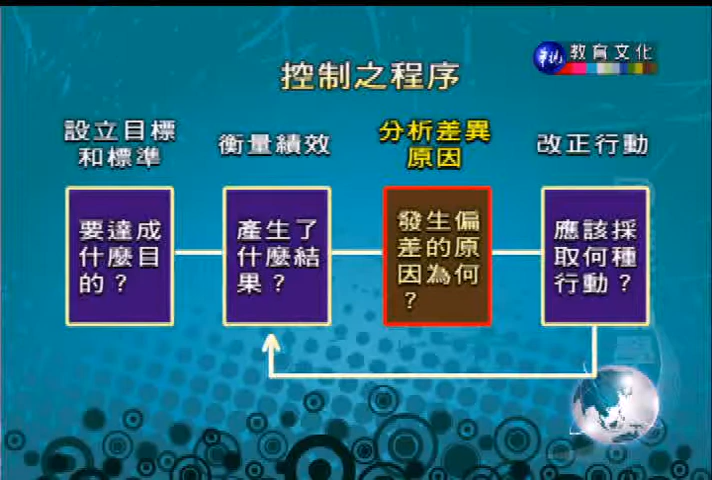 華視 教育文化
控制之程序
設立目標
和標準
衡量績效
分析差異
原因
改正行動
要達成
什麼目
的？
產生了
什麼結
果？
發生偏
差的原
因為何
？
應該採
取何種
行動？